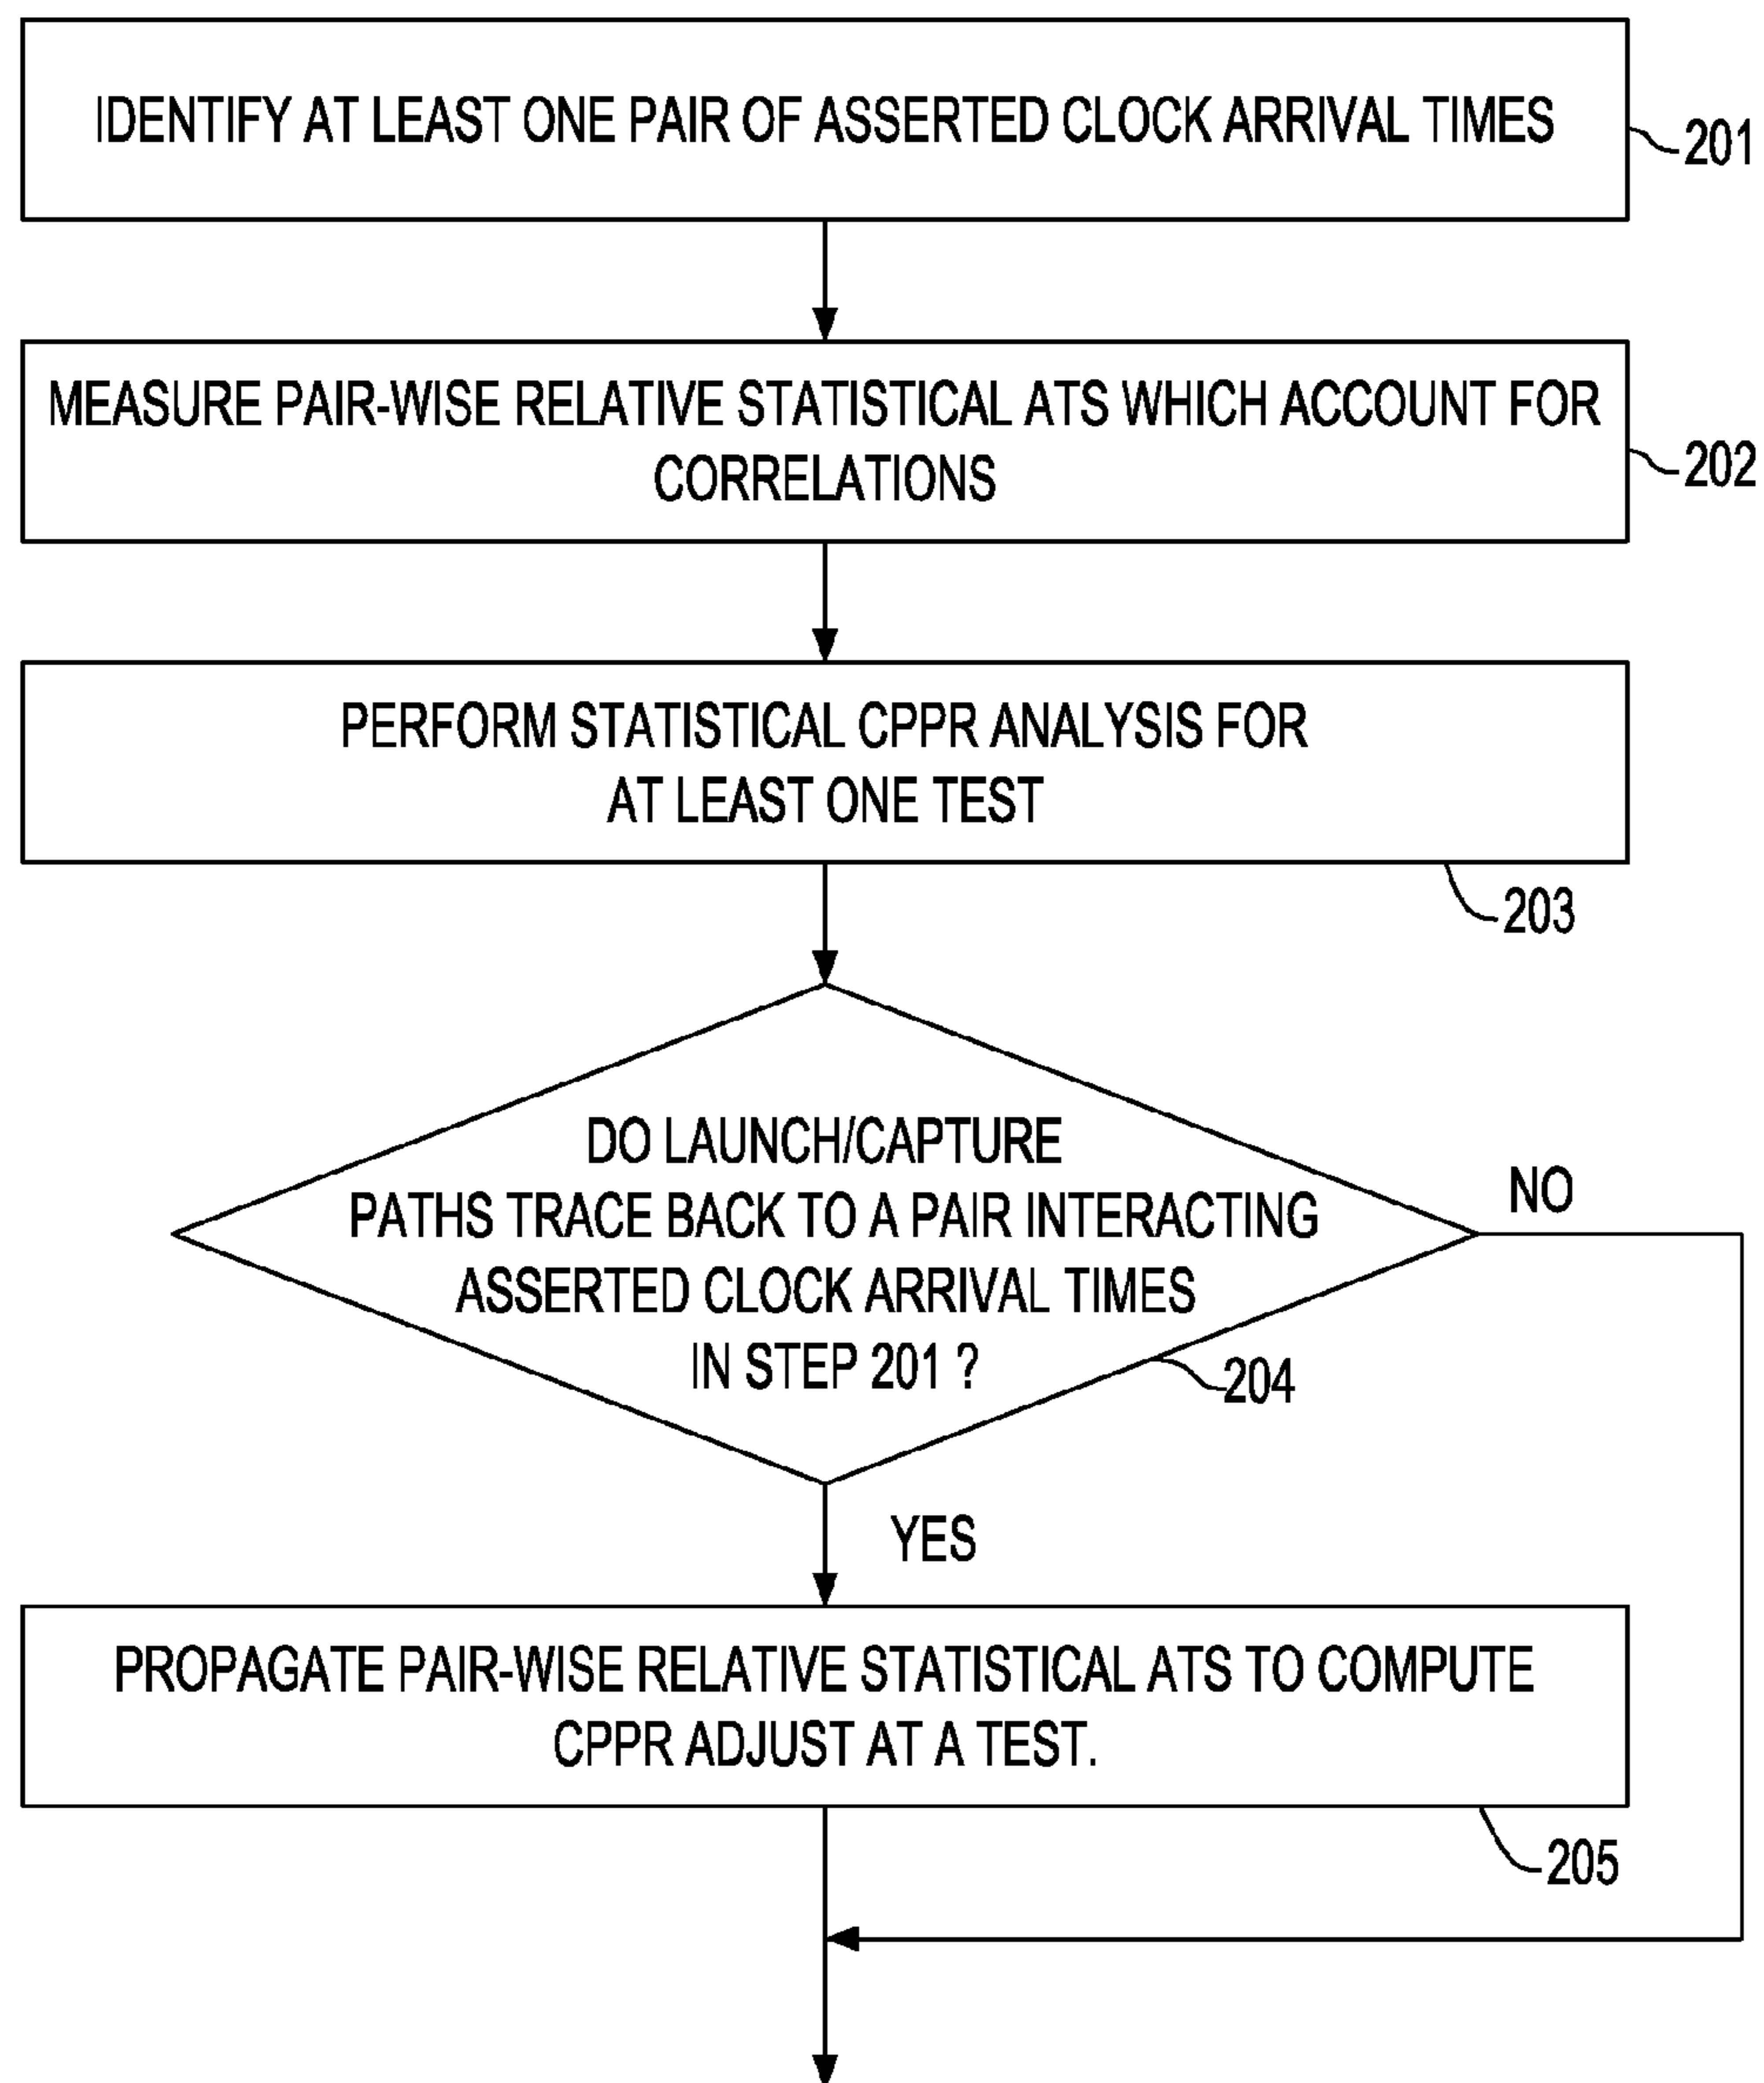 IDENTIFY AT LEAST ONE PAIR OF ASSERTED CLOCK ARRIVAL TIMES
201
MEASURE PAIR-WISE RELATIVE STATISTICAL ATS WHICH ACCOUNT FOR
CORRELATIONS
202
PERFORM STATISTICAL CPPR ANALYSIS FOR
AT LEAST ONE TEST
203
DO LAUNCH/CAPTURE
PATHS TRACE BACK TO A PAIR INTERACTING
ASSERTED CLOCK ARRIVAL TIMES
IN STEP 201 ?
NO
204
YES
PROPAGATE PAIR-WISE RELATIVE STATISTICAL ATS TO COMPUTE
CPPR ADJUST AT A TEST.
205